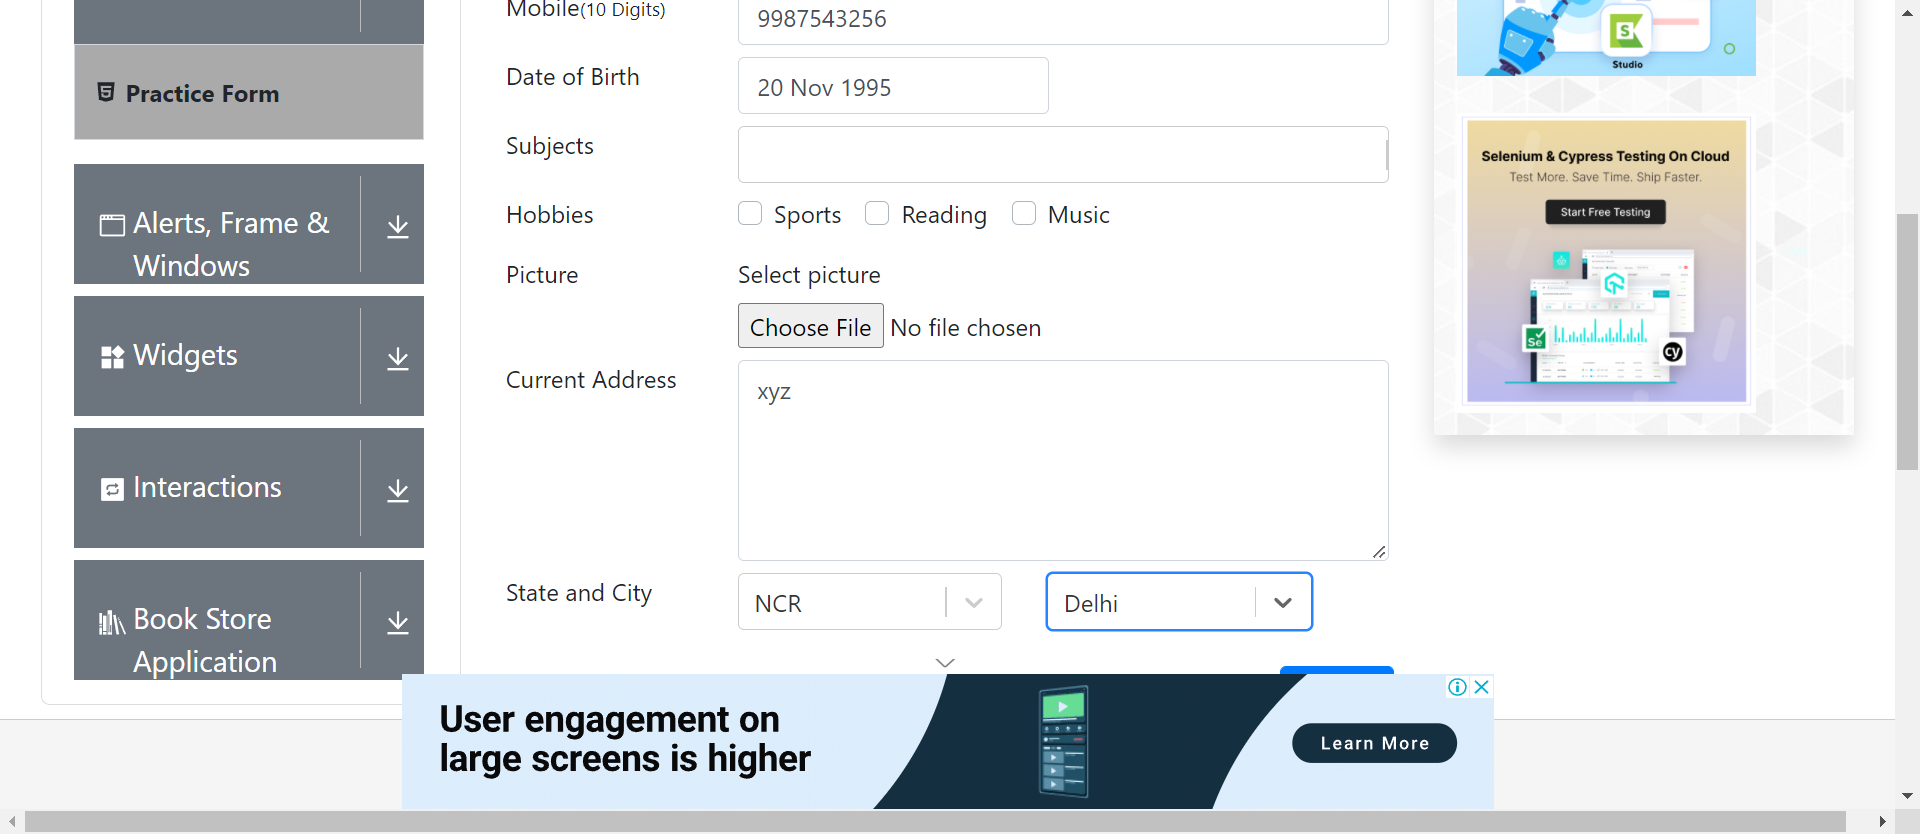 Mobile(10 Digits)
9987543256
Practice Form
Date of Birth
20 Nov 1995
Subjects
Hobbies
Sports
Reading
Music
Picture
Select picture
Choose File
No file chosen
Current Address
xyz
State and City
NCR
Delhi
Alerts, Frame &
Windows
Widgets
Interactions
Book Store
Application
Studio
Selenium & Cypress Testing On Cloud
Test More. Save Time. Ship Faster.
Start Free Testing
Se
cy
User engagement on
large screens is higher
Learn More